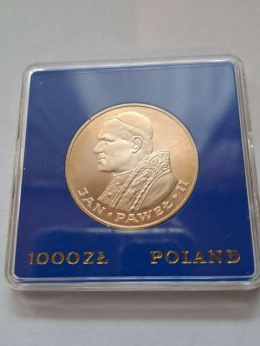 JAN • PAWEŁ • II
1000ZŁ POLAND